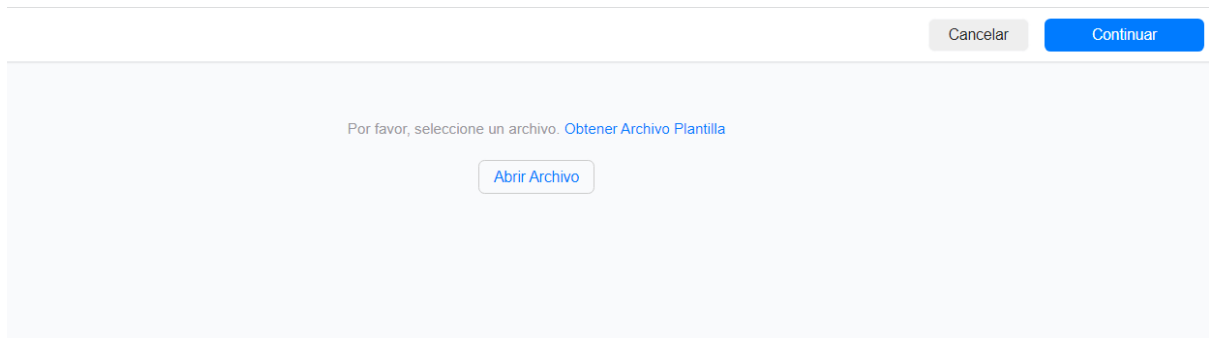 Cancelar Continuar
Por favor, seleccione un archivo. Obtener Archivo Plantilla
Abrir Archivo